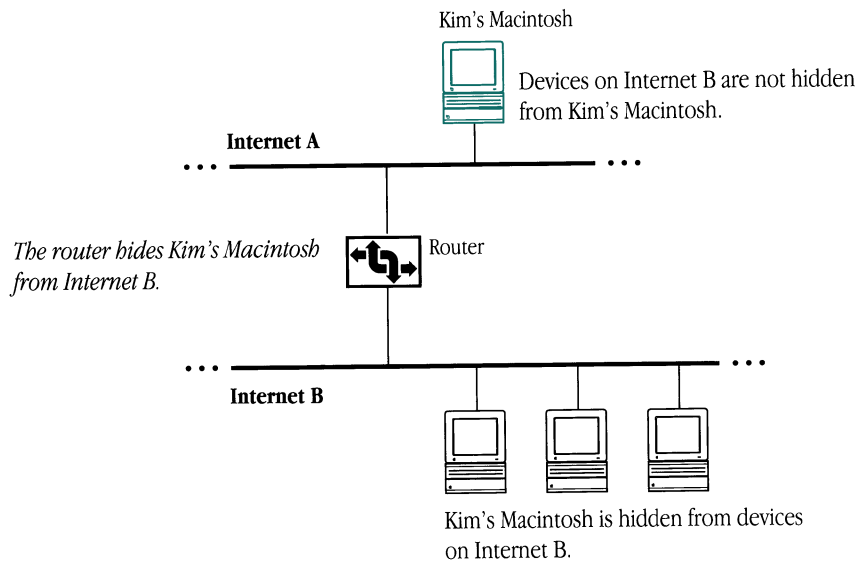 Kim's Macintosh
Devices on Internet B are not hidden
from Kim's Macintosh.
Internet A
The router hides Kim's Macintosh
from Internet B.
Router
Internet B
Kim's Macintosh is hidden from devices
on Internet B.